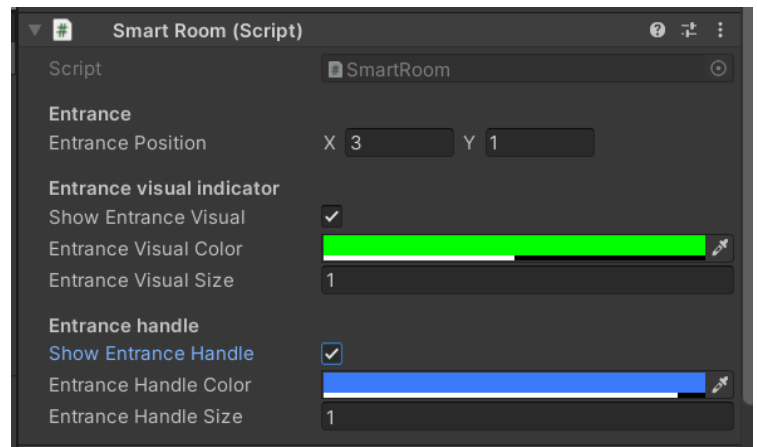 Smart Room (Script)
Script SmartRoom
Entrance
Entrance Position X 3 Y 1
Entrance visual indicator
Show Entrance Visual
Entrance Visual Color
Entrance Visual Size 1
Entrance handle
Show Entrance Handle
Entrance Handle Color
Entrance Handle Size 1